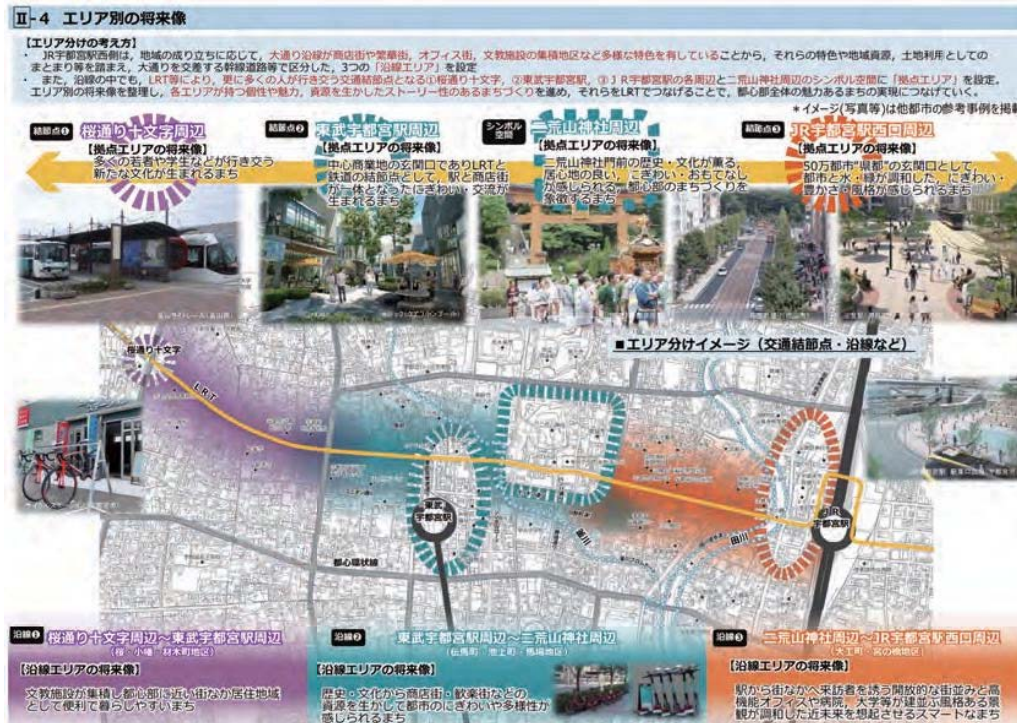 Ⅱ-4 エリア別の将来像
【エリア分けの考え方】
・ JR宇都宮駅西側は，地域の成り立ちに応じて，大通り沿線が商店街や繁華街，オフィス街，文教施設の集積地区など多様な特色を有していることから，それらの特色や地域資源，土地利用としての
まとまり等を踏まえ，大通りを交差する幹線道路等で区分した，3つの「沿線エリア」を設定
・ また，沿線の中でも，LRT等により，更に多くの人が行き交う交通結節点となる①桜通り十文字，②東武宇都宮駅，③ＪＲ宇都宮駅の各周辺と二荒山神社周辺のシンボル空間に「拠点エリア」を設定。
エリア別の将来像を整理し，各エリアが持つ個性や魅力，資源を生かしたストーリー性のあるまちづくりを進め，それらをLRTでつなげることで，都心部全体の魅力あるまちの実現につなげていく。
＊イメージ(写真等)は他都市の参考事例を掲載
結節点❶ 桜通り十文字周辺
【拠点エリアの将来像】
多くの若者や学生などが行き交う
新たな文化が生まれるまち
結節点❷ 東武宇都宮駅周辺
【拠点エリアの将来像】
中心商業地の玄関口でありLRTと
鉄道の結節点として，駅と商店街
が一体となったにぎわい・交流が
生まれるまち
シンボル
空間 二荒山神社周辺
【拠点エリアの将来像】
二荒山神社門前の歴史・文化が薫る，
居心地の良い，にぎわい・おもてなし
が感じられる 都心部のまちづくりを
象徴するまち
結節点❸ JR宇都宮駅西口周辺
【拠点エリアの将来像】
50万都市"県都"の玄関口として，
都市と水・緑が調和した，にぎわい・
豊かさ・風格が感じられるまち
■エリア分けイメージ（交通結節点・沿線など）
桜通り十文字
LRT
東武
宇都宮駅
ＪＲ
宇都宮駅
釜川
田川
都心環状線
沿線❶ 桜通り十文字周辺～東武宇都宮駅周辺
（桜・小幡・材木町地区）
【沿線エリアの将来像】
文教施設が集積し都心部に近い街なか居住地域
として便利で暮らしやすいまち
沿線❷ 東武宇都宮駅周辺～二荒山神社周辺
（伝馬町・池上町・馬場地区）
【沿線エリアの将来像】
歴史・文化から商店街・歓楽街などの
資源を生かして都市のにぎわいや多様性が
感じられるまち
沿線❸ 二荒山神社周辺～JR宇都宮駅西口周辺
（大工町・宮の橋地区）
【沿線エリアの将来像】
駅から街なかへ来訪者を誘う開放的な街並みと高
機能オフィスや病院，大学等が建並ぶ風格ある景
観が調和した近未来を想起させるスマートなまち